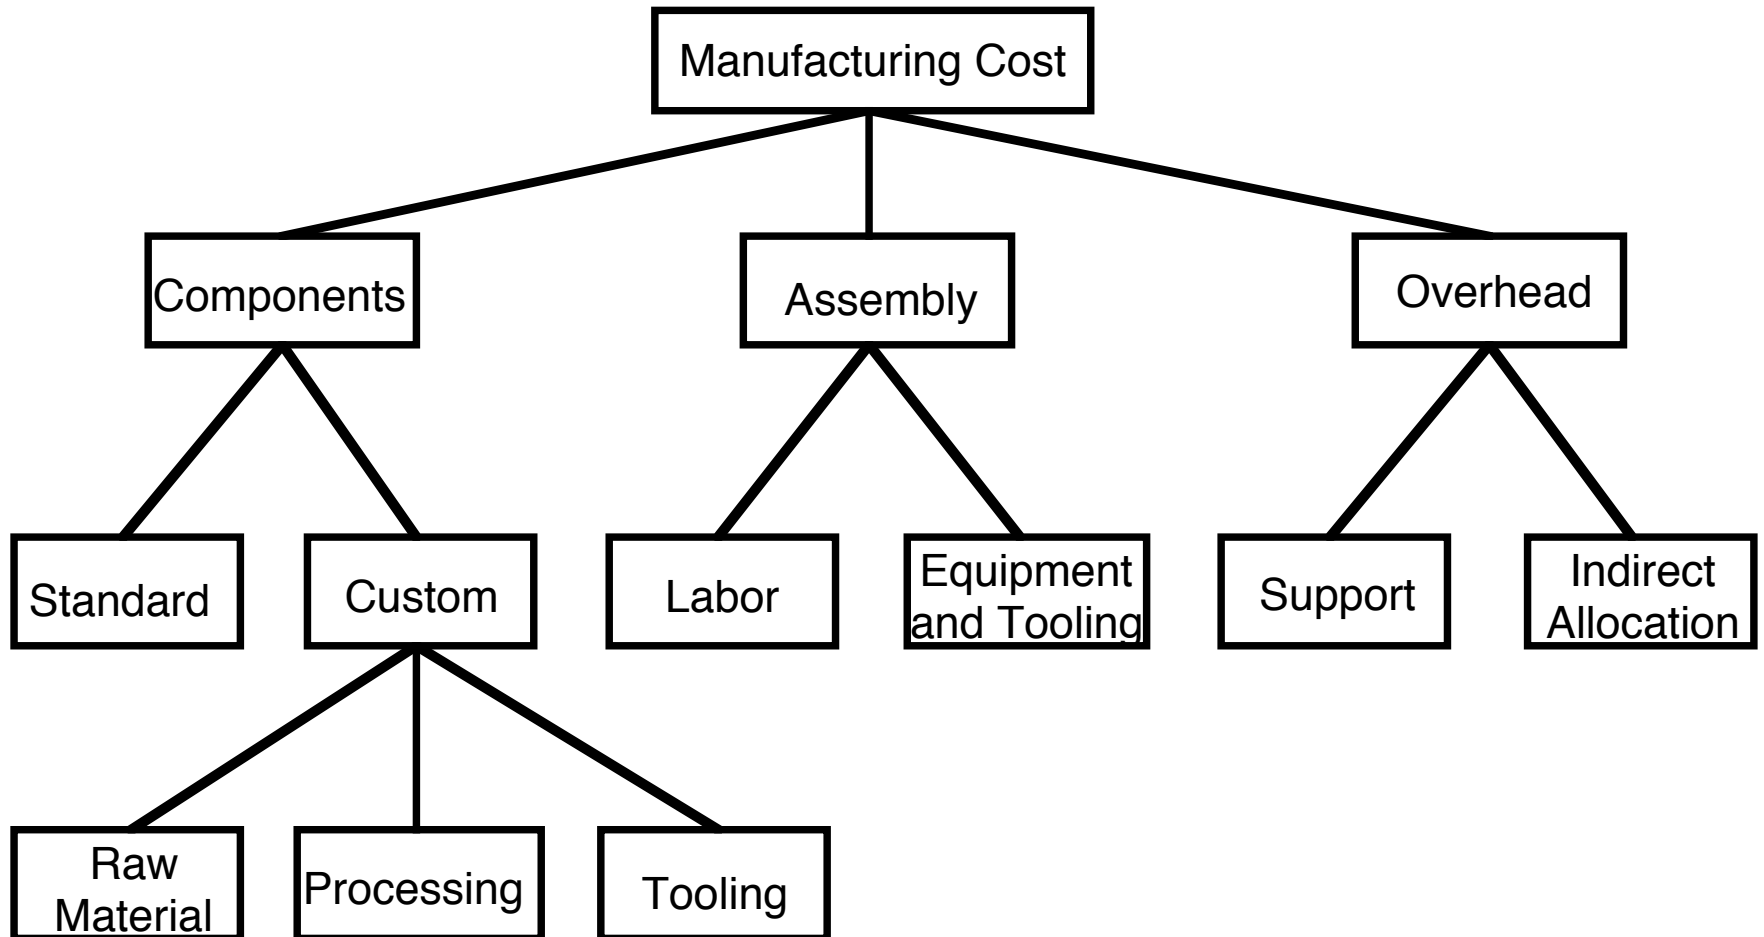 Manufacturing Cost
Components
Assembly
Overhead
Standard
Custom
Labor
Equipment
and Tooling
Support
Indirect
Allocation
Raw
Material
Processing
Tooling